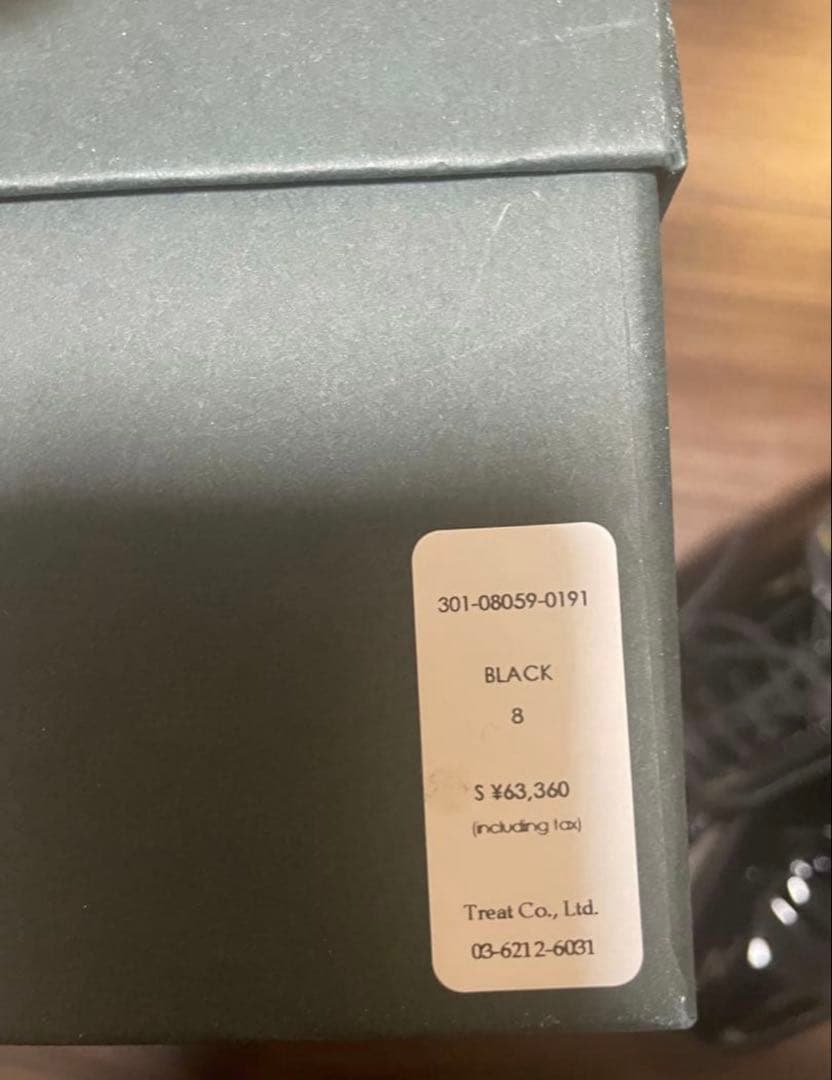 301-08059-0191
BLACK
8
S ¥63,360
(including tax)
Treat Co., Ltd.
03-6212-6031